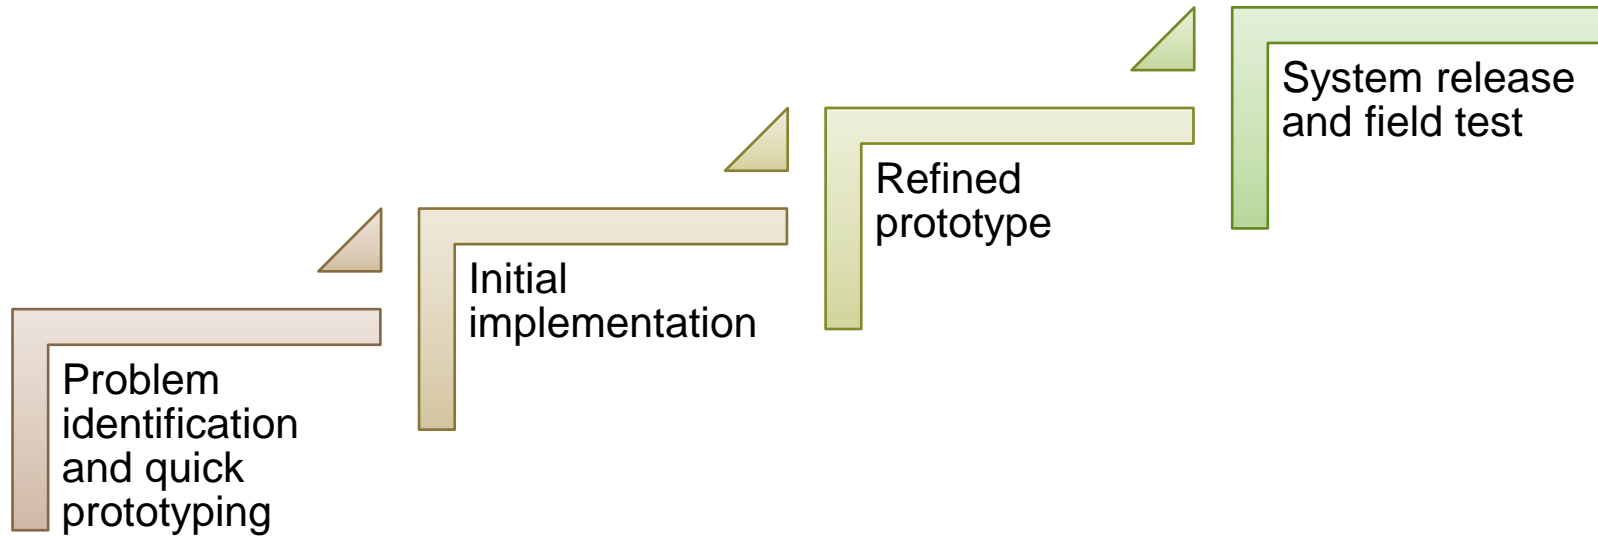 Problem
identification
and quick
prototyping
Initial
implementation
Refined
prototype
System release
and field test